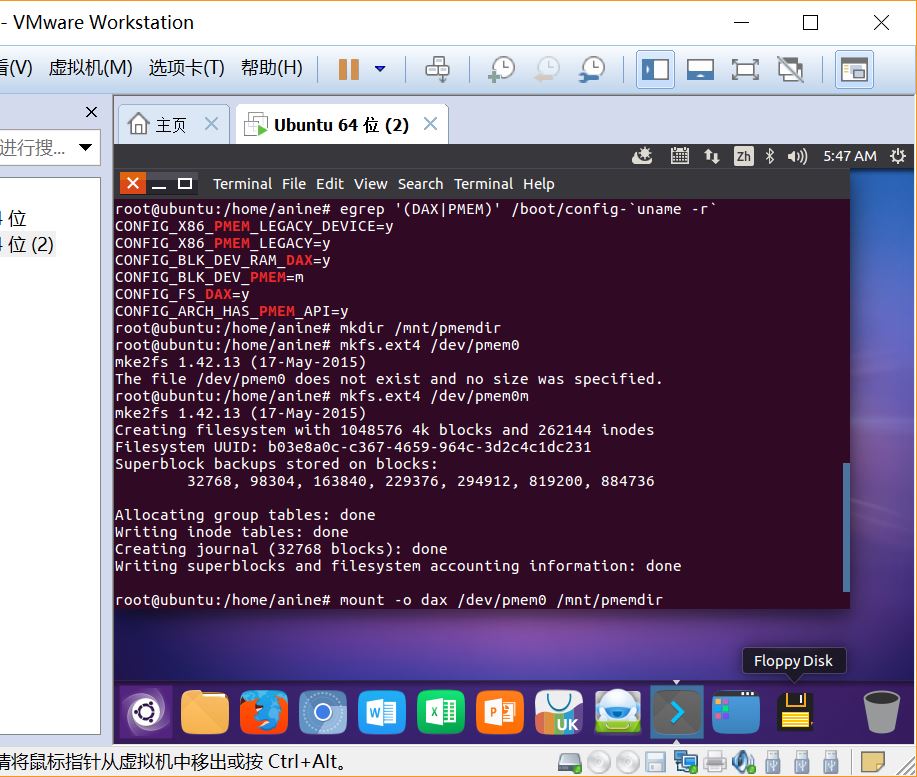 - VMware Workstation
看(V) 虚拟机(M) 选项卡(T) 帮助(H)
主页 Ubuntu 64 位 (2)
进行搜...
位
位 (2)
Zh 5:47 AM
Terminal File Edit View Search Terminal Help
root@ubuntu:/home/anine# egrep '(DAX|PMEM)' /boot/config-`uname -r`
CONFIG_X86_PMEM_LEGACY_DEVICE=y
CONFIG_X86_PMEM_LEGACY=y
CONFIG_BLK_DEV_RAM_DAX=y
CONFIG_BLK_DEV_PMEM=m
CONFIG_FS_DAX=y
CONFIG_ARCH_HAS_PMEM_API=y
root@ubuntu:/home/anine# mkdir /mnt/pmemdir
root@ubuntu:/home/anine# mkfs.ext4 /dev/pmem0
mke2fs 1.42.13 (17-May-2015)
The file /dev/pmem0 does not exist and no size was specified.
root@ubuntu:/home/anine# mkfs.ext4 /dev/pmem0m
mke2fs 1.42.13 (17-May-2015)
Creating filesystem with 1048576 4k blocks and 262144 inodes
Filesystem UUID: b03e8a0c-c367-4659-964c-3d2c4c1dc231
Superblock backups stored on blocks:
32768, 98304, 163840, 229376, 294912, 819200, 884736
Allocating group tables: done
Writing inode tables: done
Creating journal (32768 blocks): done
Writing superblocks and filesystem accounting information: done
root@ubuntu:/home/anine# mount -o dax /dev/pmem0 /mnt/pmemdir
Floppy Disk
W X P UK
请将鼠标指针从虚拟机中移出或按 Ctrl+Alt。